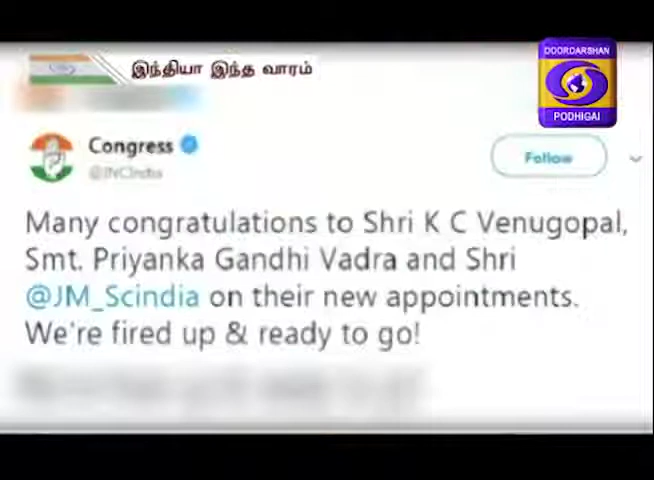 இந்தியா இந்த வாரம்
DOORDARSHAN
PODHIGAI
Congress
@INCIndia
Follow
Many congratulations to Shri K C Venugopal,
Smt. Priyanka Gandhi Vadra and Shri
@JM_Scindia on their new appointments.
We're fired up & ready to go!